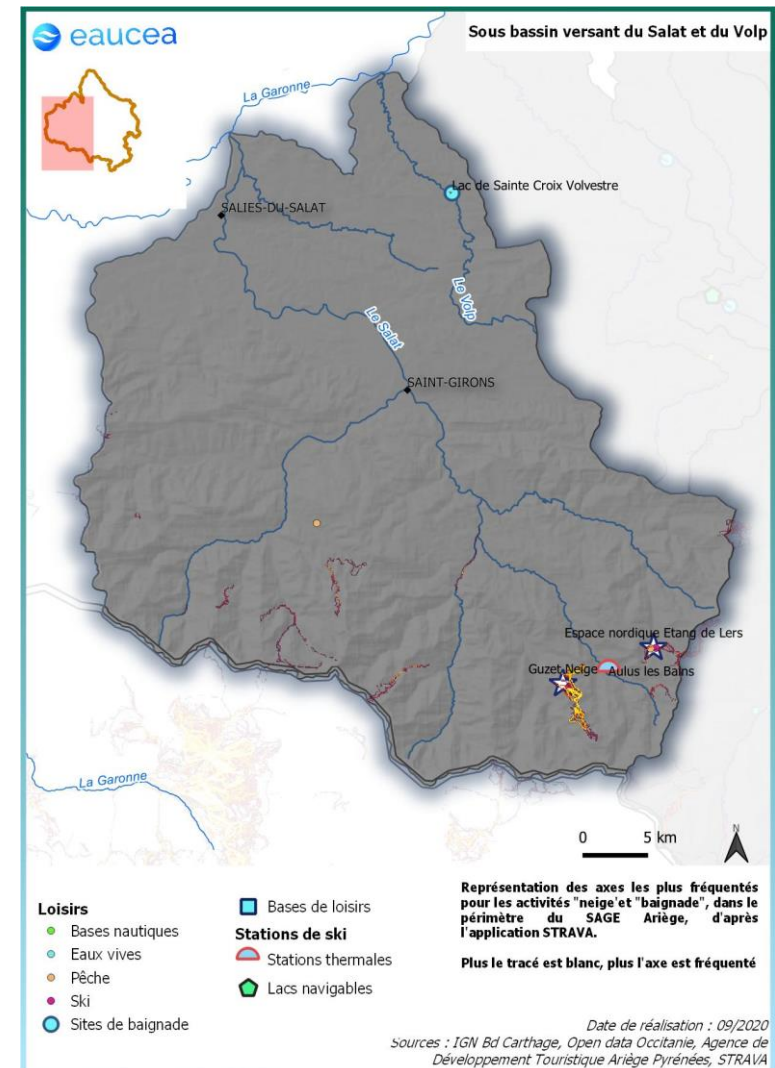 eaucea
Sous bassin versant du Salat et du Volp
La Garonne
Lac de Sainte Croix Volvestre
SALIES-DU-SALAT
Le Volp
Le Salat
SAINT-GIRONS
Espace nordique Etang de Lers
Guzet Neige
Aulus les Bains
La Garonne
0 5 km
N
Loisirs
Bases nautiques
Eaux vives
Pêche
Ski
Sites de baignade
Bases de loisirs
Stations de ski
Stations thermales
Lacs navigables
Représentation des axes les plus fréquentés
pour les activités "neige'et "baignade", dans le
périmètre du SAGE Ariège, d'après
l'application STRAVA.
Plus le tracé est blanc, plus l'axe est fréquenté
Date de réalisation : 09/2020
Sources : IGN Bd Carthage, Open data Occitanie, Agence de
Développement Touristique Ariège Pyrénées, STRAVA